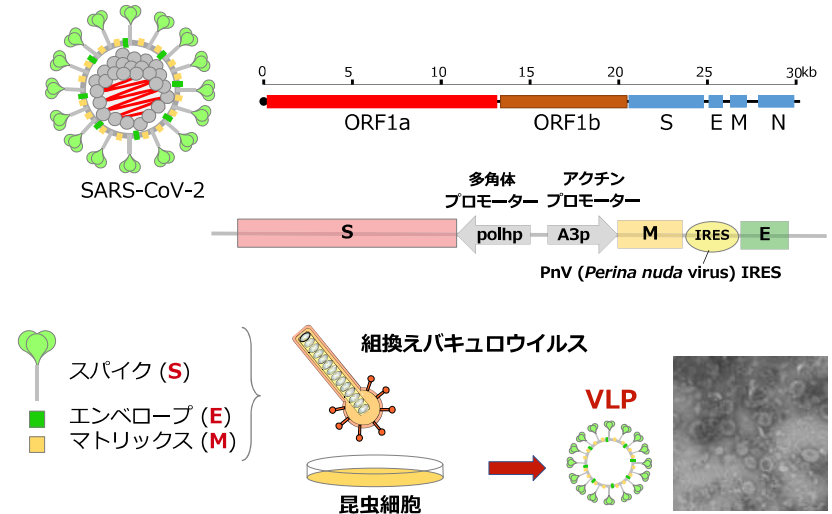 0 5 10 15 20 25 30kb
ORF1a ORF1b S E M N
SARS-CoV-2
多角体 アクチン
プロモーター プロモーター
S polhp A3p M IRES E
PnV (Perina nuda virus) IRES
組換えバキュロウイルス
スパイク (S)
VLP
エンベロープ (E)
マトリックス (M)
昆虫細胞